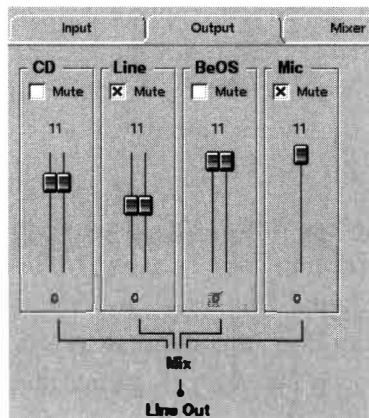 Input Output Mixer
CD Line BeOS Mic
Mute Mute Mute Mute
11 11 11 11
0 0 0 0
Mix
Line Out